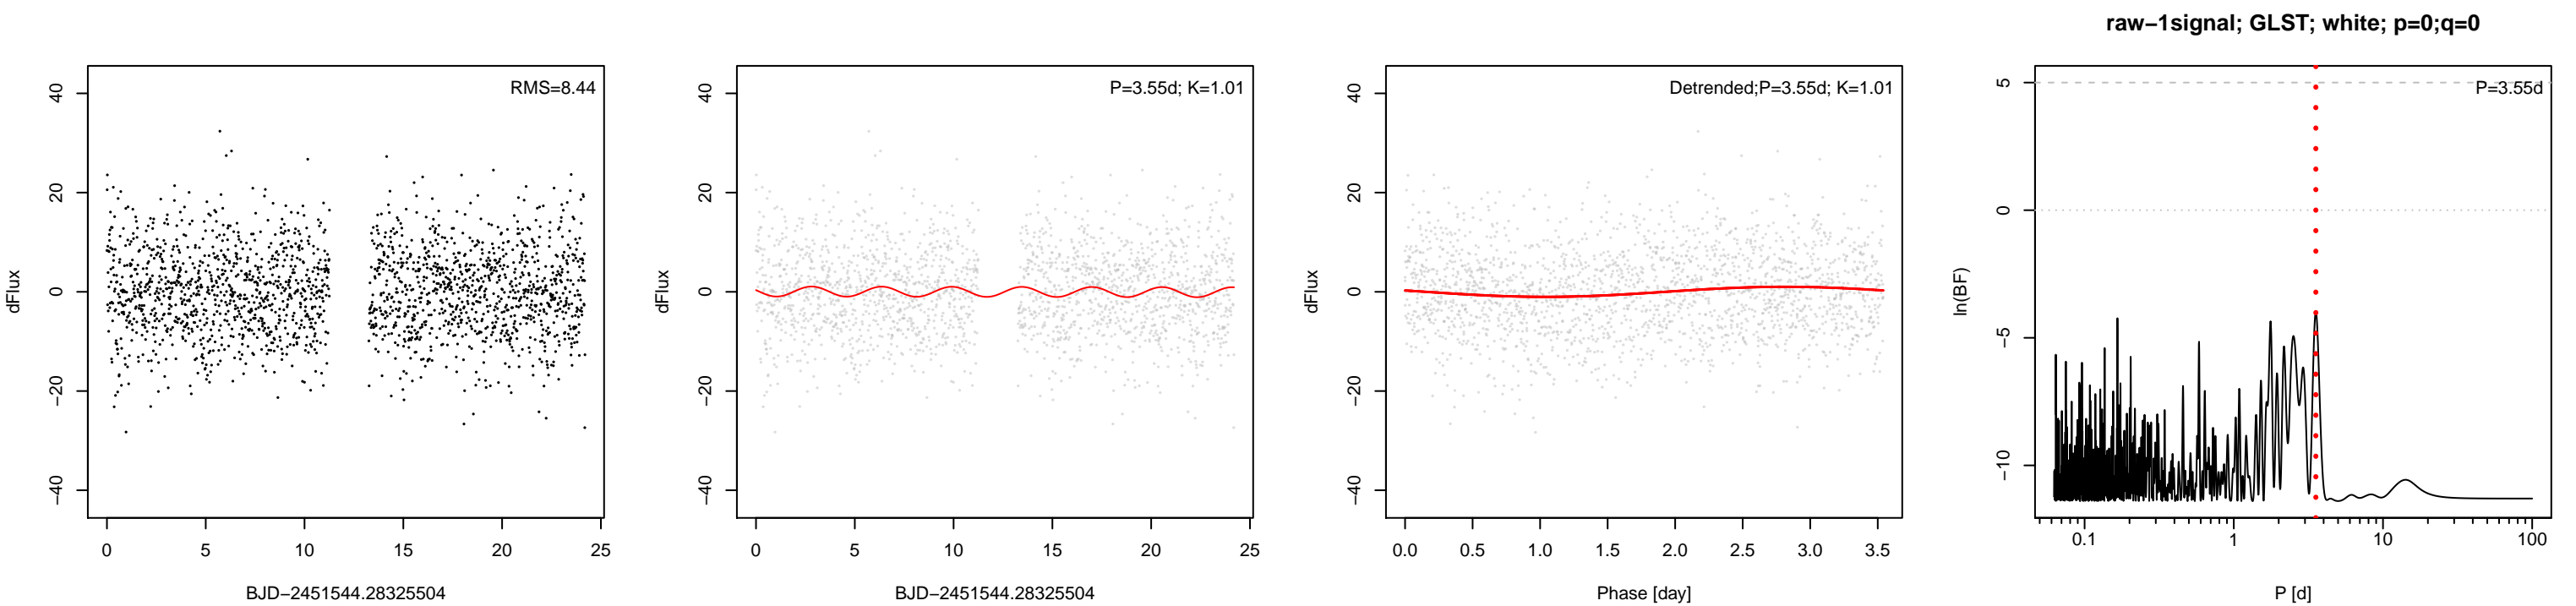 raw−1signal; GLST; white; p=0;q=0
RMS=8.44
dFlux
−40 −20 0 20 40
0 5 10 15 20 25
BJD−2451544.28325504
P=3.55d; K=1.01
dFlux
−40 −20 0 20 40
0 5 10 15 20 25
BJD−2451544.28325504
Detrended;P=3.55d; K=1.01
dFlux
−40 −20 0 20 40
0.0 0.5 1.0 1.5 2.0 2.5 3.0 3.5
Phase [day]
P=3.55d
ln(BF)
−10 −5 0 5
0.1 1 10 100
P [d]